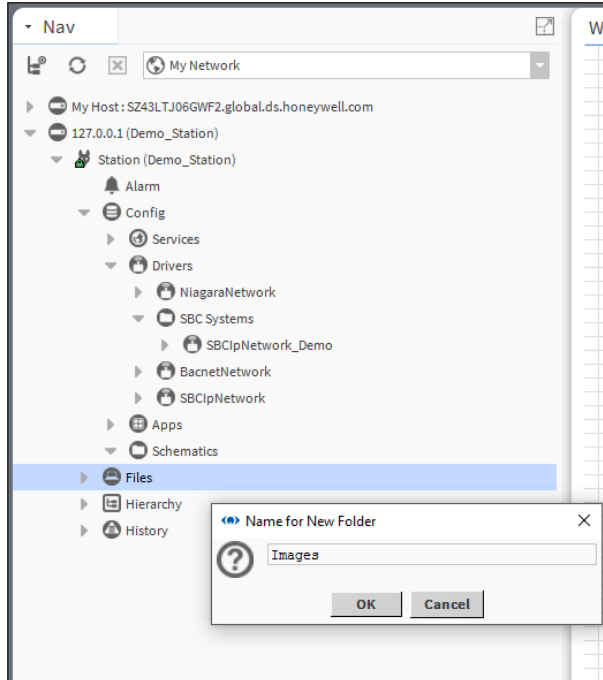 Nav
W
My Network
My Host : SZ43LTJ06GWF2.global.ds.honeywell.com
127.0.0.1 (Demo_Station)
Station (Demo_Station)
Alarm
Config
Services
Drivers
NiagaraNetwork
SBC Systems
SBCIpNetwork_Demo
BacnetNetwork
SBCIpNetwork
Apps
Schematics
Files
Hierarchy
History
Name for New Folder
Images
OK Cancel